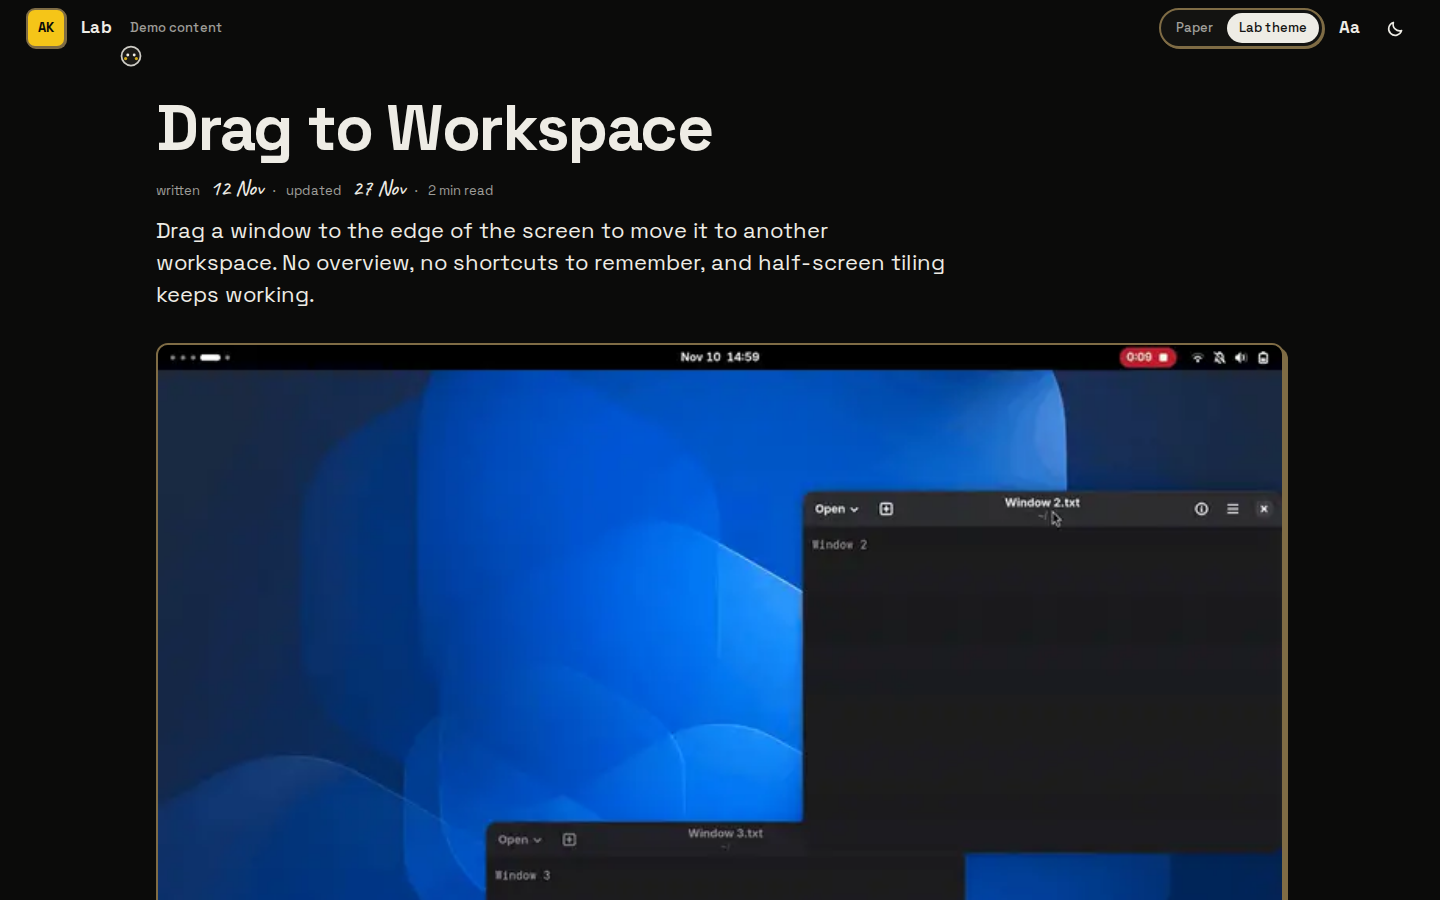 AK Lab Demo content Paper Lab theme Aa
Drag to Workspace
written 12 Nov · updated 27 Nov · 2 min read
Drag a window to the edge of the screen to move it to another
workspace. No overview, no shortcuts to remember, and half-screen tiling
keeps working.
Nov 10 14:59 0:09
Open Window 2.txt
~/
Window 2
Open Window 3.txt
~/
Window 3